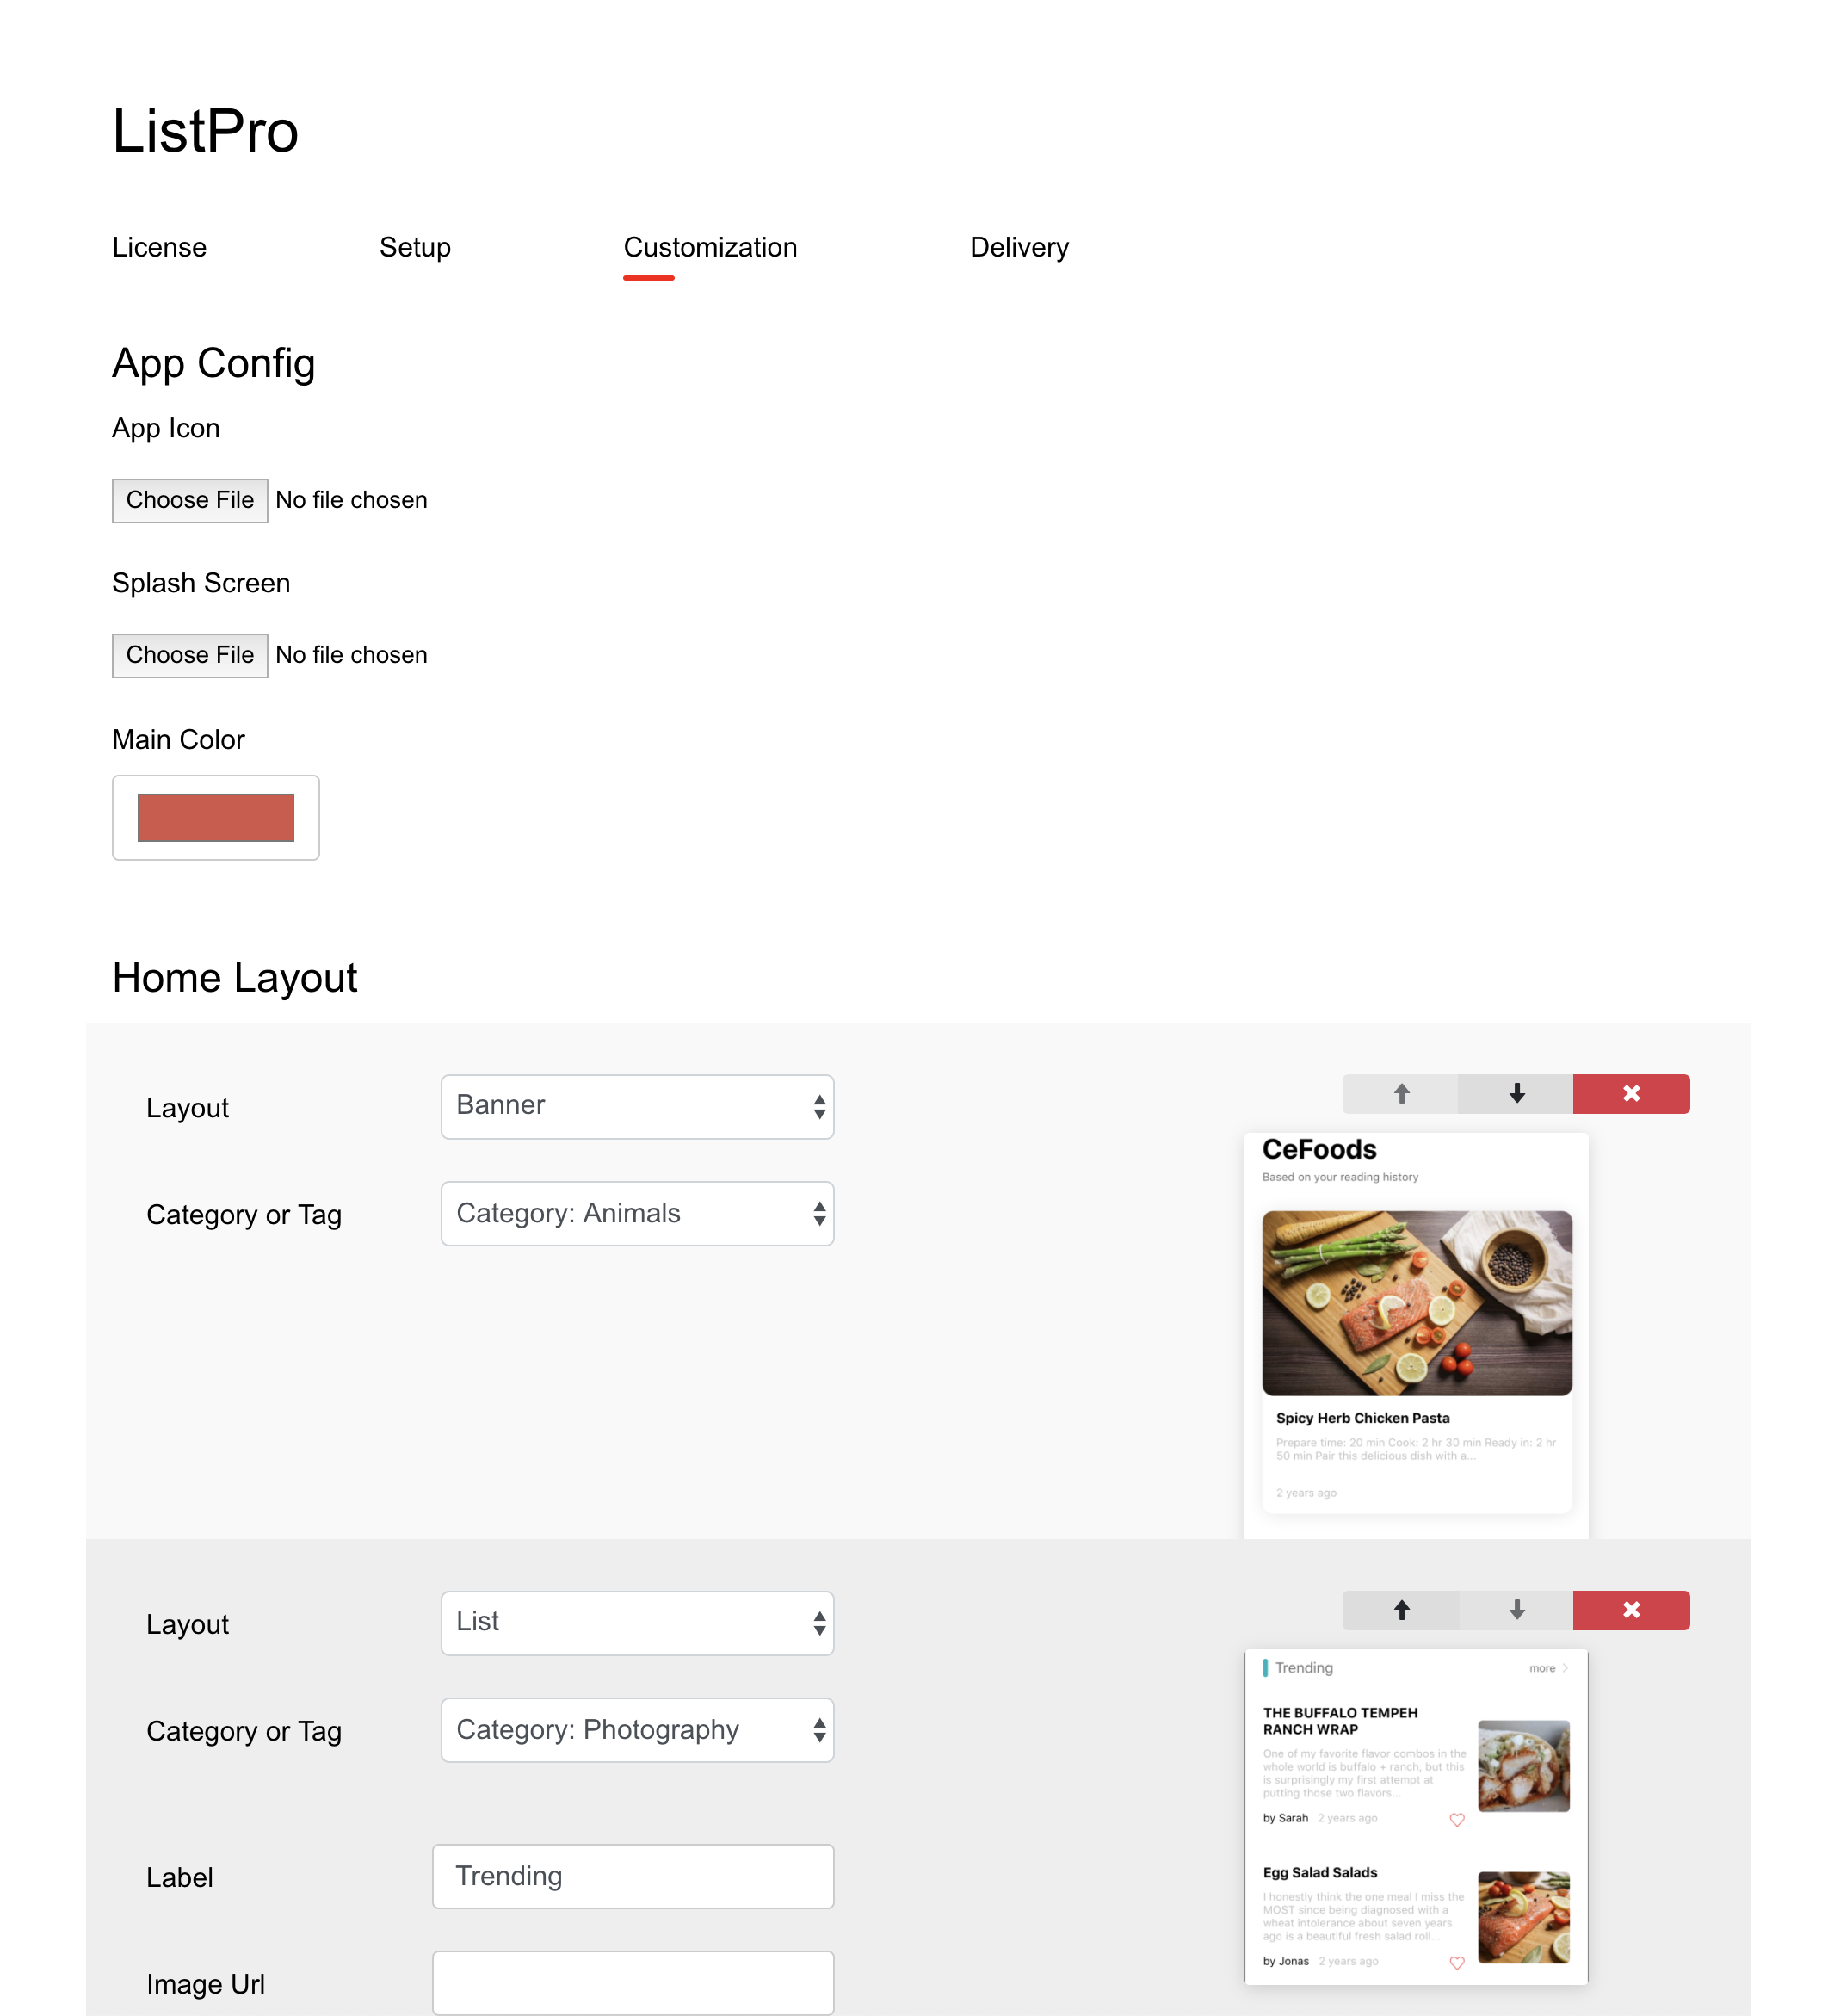 ListPro
License Setup Customization Delivery
App Config
App Icon
Choose File No file chosen
Splash Screen
Choose File No file chosen
Main Color
Home Layout
Layout Banner
Category or Tag Category: Animals
CeFoods
Based on your reading history
Spicy Herb Chicken Pasta
Prepare time: 20 min Cook: 2 hr 30 min Ready in: 2 hr
50 min Pair this delicious dish with a...
2 years ago
Layout List
Category or Tag Category: Photography
Label Trending
Image Url
Trending more
THE BUFFALO TEMPEH
RANCH WRAP
One of my favorite flavor combos in the
whole world is buffalo + ranch, but this
is surprisingly my first attempt at
putting those two flavors...
by Sarah 2 years ago
Egg Salad Salads
I honestly think the one meal I miss the
MOST since being diagnosed with a
wheat intolerance about seven years
ago is a beautiful fresh salad roll...
by Jonas 2 years ago